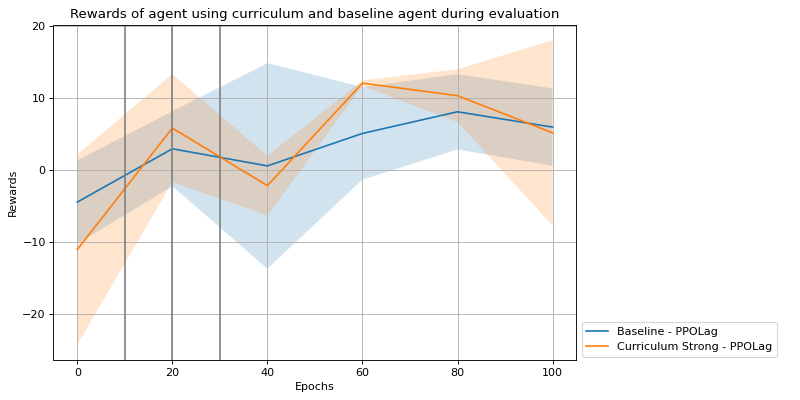 Rewards of agent using curriculum and baseline agent during evaluation
20
10
0
−10
−20
Rewards
0 20 40 60 80 100
Epochs
Baseline - PPOLag
Curriculum Strong - PPOLag